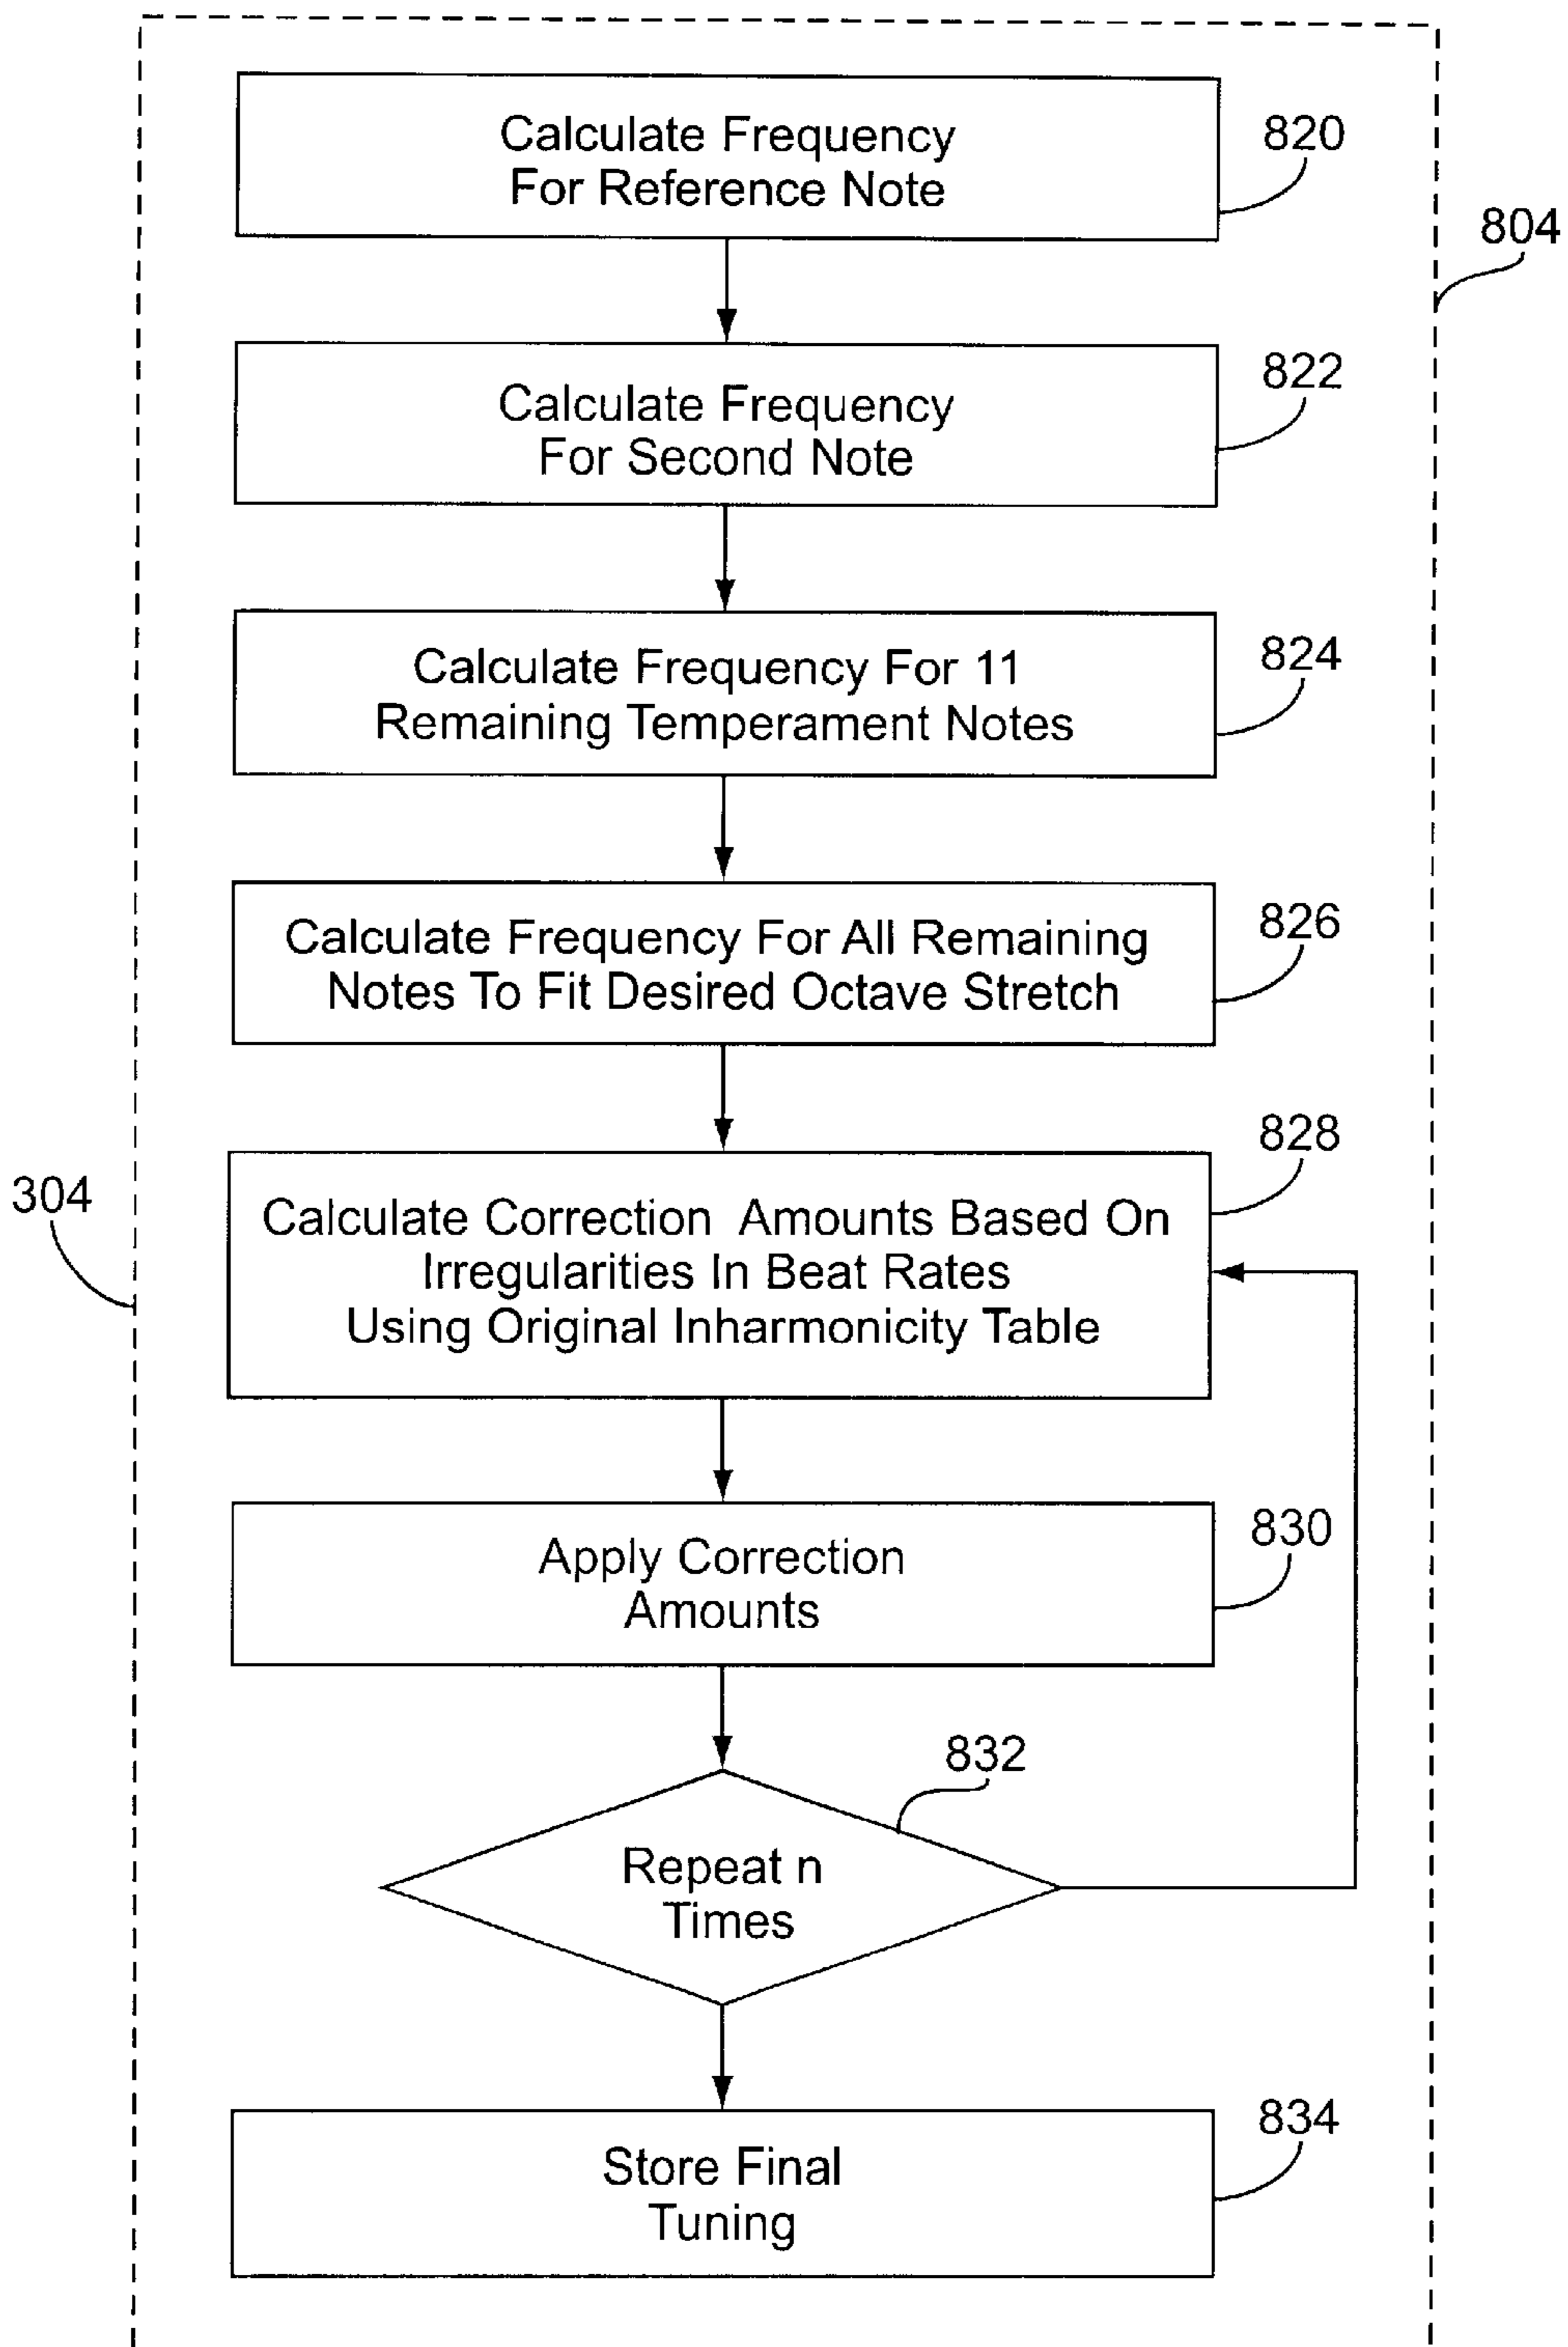 Calculate Frequency
For Reference Note
820
804
Calculate Frequency
For Second Note
822
Calculate Frequency For 11
Remaining Temperament Notes
824
Calculate Frequency For All Remaining
Notes To Fit Desired Octave Stretch
826
304
Calculate Correction Amounts Based On
Irregularities In Beat Rates
Using Original Inharmonicity Table
828
Apply Correction
Amounts
830
Repeat n
Times
832
Store Final
Tuning
834